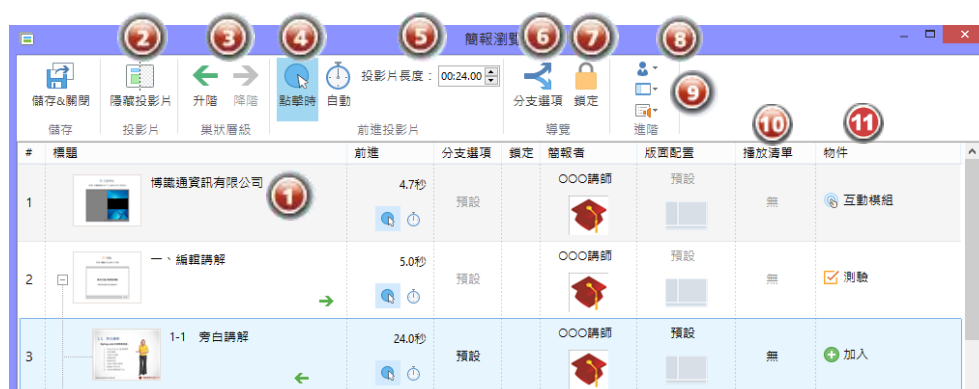 簡報瀏覽
2
3
4
5
6
7
8
9
10
11
儲存&關閉
隱藏投影片
升階
降階
點擊時
自動
投影片長度：
00:24.00
分支選項
鎖定
儲存
投影片
巢狀層級
前進投影片
導覽
進階
# 標題 前進 分支選項 鎖定 簡報者 版面配置 播放清單 物件
1 博識通資訊有限公司 1 4.7秒 預設 OOO講師 預設 無 互動模組
2 一、編輯講解 5.0秒 預設 OOO講師 預設 無 測驗
3 1-1 旁白講解 24.0秒 預設 OOO講師 預設 無 加入